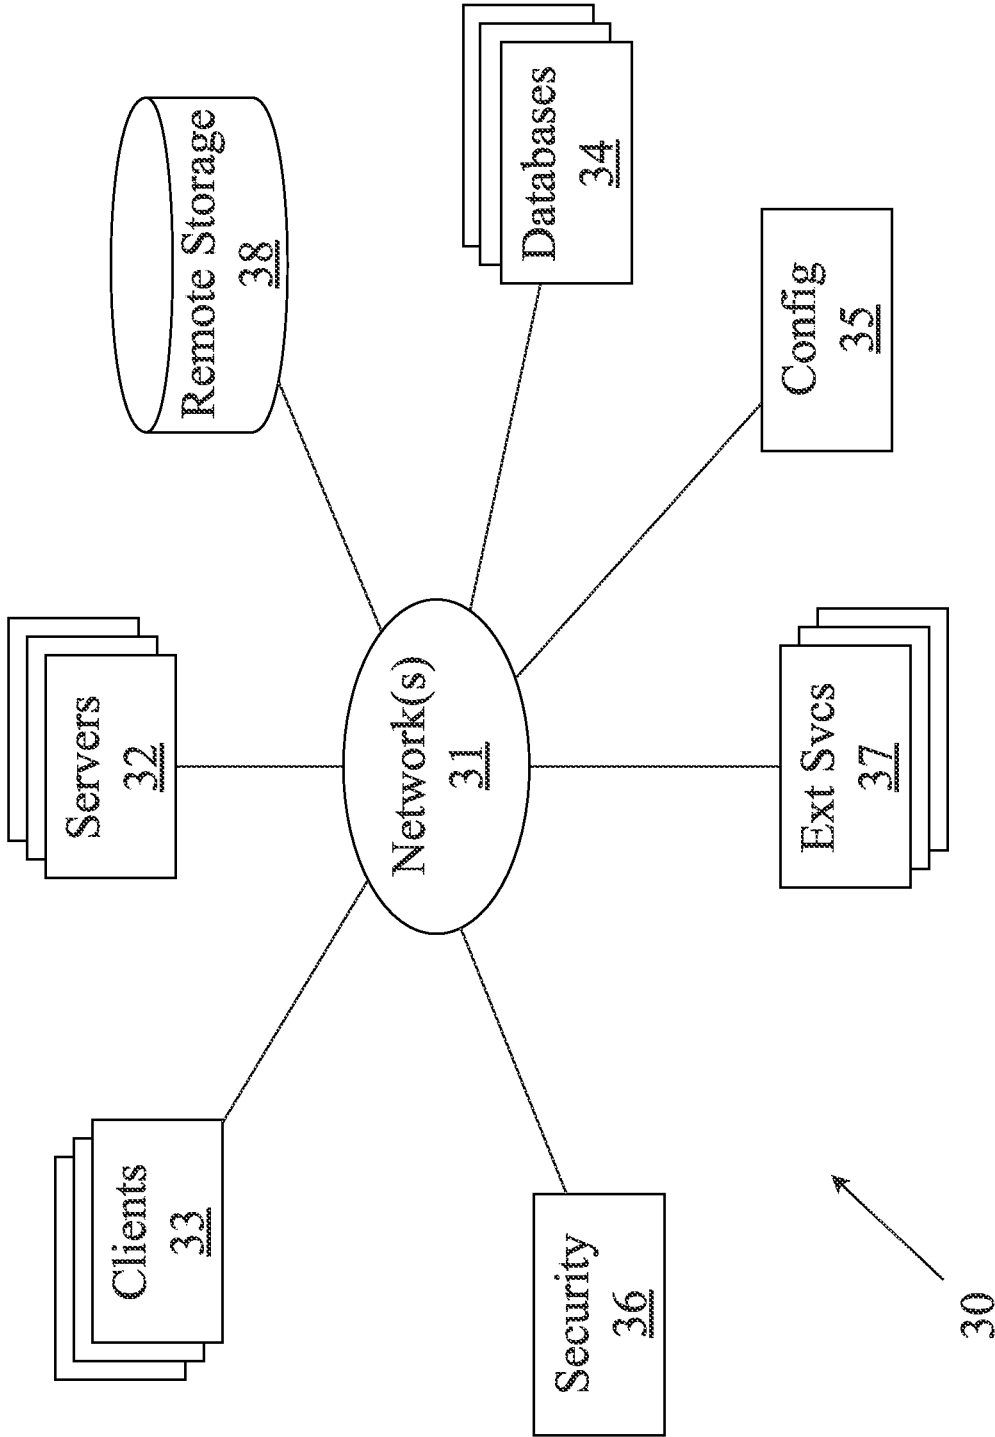 Clients
33
Servers
32
Remote Storage
38
Network(s)
31
Databases
34
Security
36
Ext Svcs
37
Config
35
30